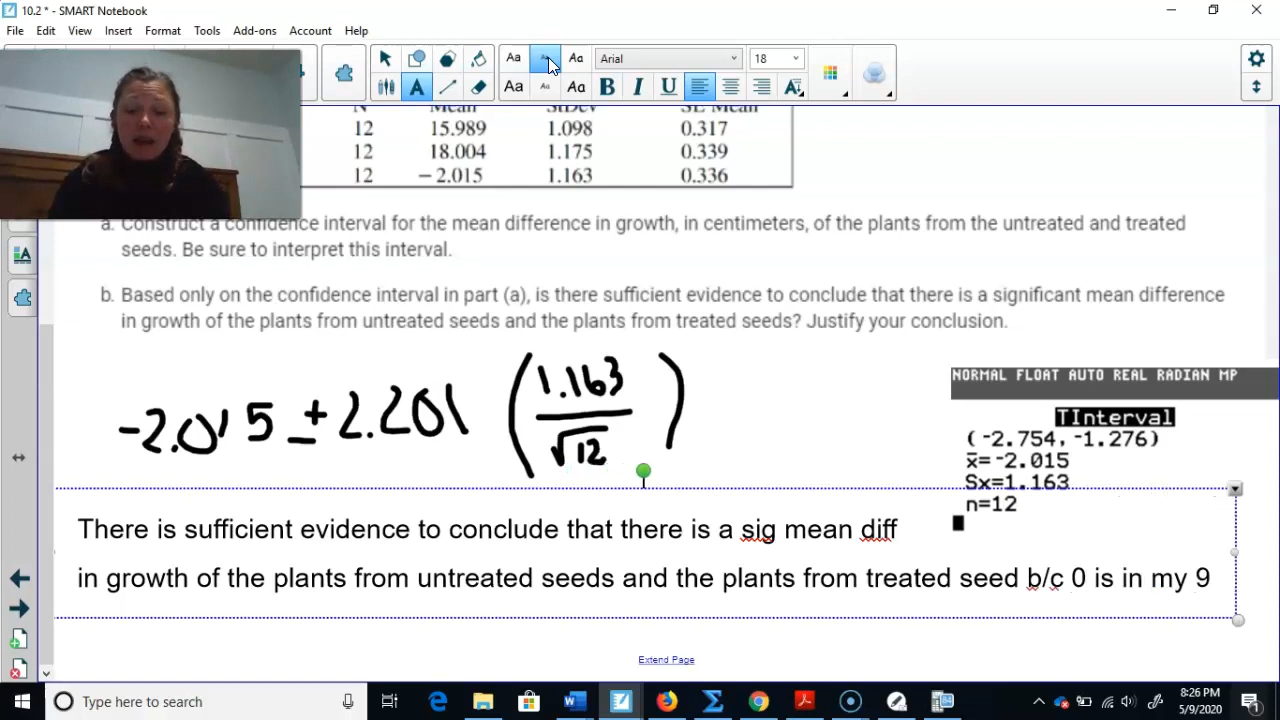 10.2 * - SMART Notebook
File Edit View Insert Format Tools Add-ons Account Help
Aa Aa Aa Arial 18
Aa Aa Aa B I U A
N Mean StDev SE Mean
12 15.989 1.098 0.317
12 18.004 1.175 0.339
12 −2.015 1.163 0.336
a. Construct a confidence interval for the mean difference in growth, in centimeters, of the plants from the untreated and treated
seeds. Be sure to interpret this interval.
b. Based only on the confidence interval in part (a), is there sufficient evidence to conclude that there is a significant mean difference
in growth of the plants from untreated seeds and the plants from treated seeds? Justify your conclusion.
-2.015 ± 2.201 (1.163/√12)
NORMAL FLOAT AUTO REAL RADIAN MP
TInterval
(-2.754, -1.276)
x̄=-2.015
Sx=1.163
n=12
There is sufficient evidence to conclude that there is a sig mean diff
in growth of the plants from untreated seeds and the plants from treated seed b/c 0 is in my 9
Extend Page
Type here to search
8:26 PM
5/9/2020